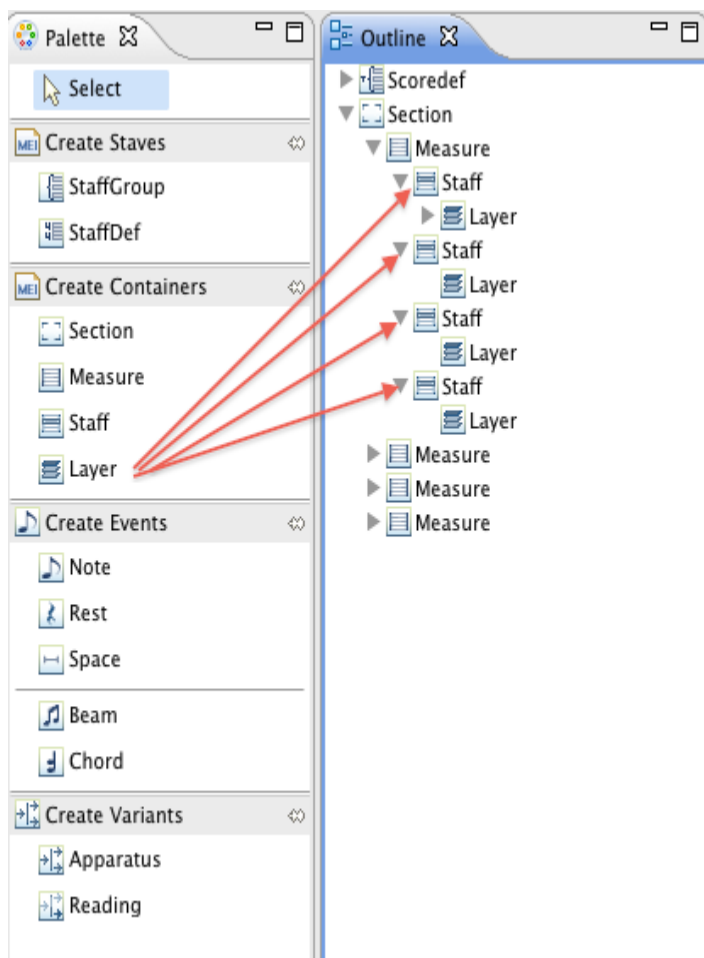 Palette
Select
MEI Create Staves
StaffGroup
StaffDef
MEI Create Containers
Section
Measure
Staff
Layer
Create Events
Note
Rest
Space
Beam
Chord
Create Variants
Apparatus
Reading
Outline
Scoredef
Section
Measure
Staff
Layer
Staff
Layer
Staff
Layer
Staff
Layer
Measure
Measure
Measure